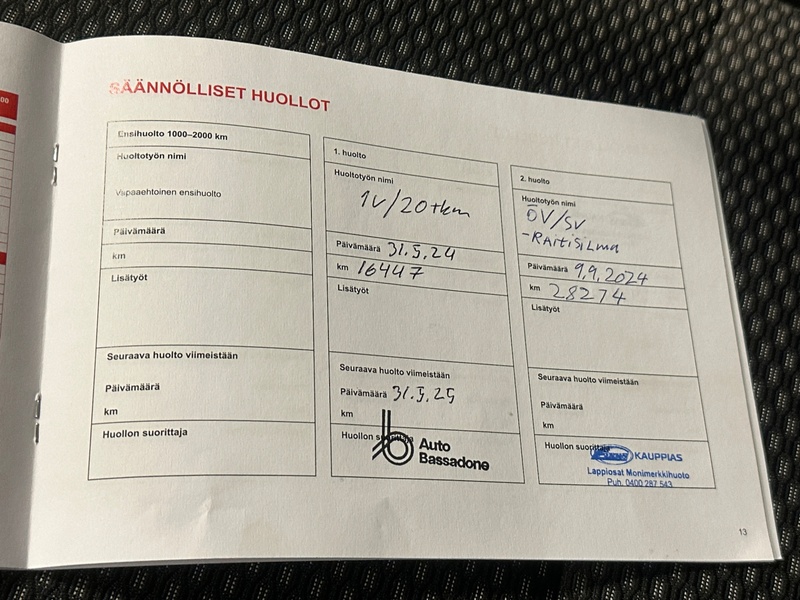 00
SÄÄNNÖLLISET HUOLLOT
Ensihuolto 1000–2000 km
Huoltotyön nimi
Vapaaehtoinen ensihuolto
Päivämäärä
km
Lisätyöt
Seuraava huolto viimeistään
Päivämäärä
km
Huollon suorittaja
1. huolto
Huoltotyön nimi
1V/20tkm
Päivämäärä 31.5.24
km 16447
Lisätyöt
Seuraava huolto viimeistään
Päivämäärä 31.5.25
km
Huollon suorittaja
Auto
Bassadone
2. huolto
Huoltotyön nimi
ÖV/SV
-RAitiSiLmA
Päivämäärä 9.9.2024
km 28274
Lisätyöt
Seuraava huolto viimeistään
Päivämäärä
km
Huollon suorittaja
KAUPPIAS
Lappiosat Monimerkkihuolto
Puh. 0400 287 543
13